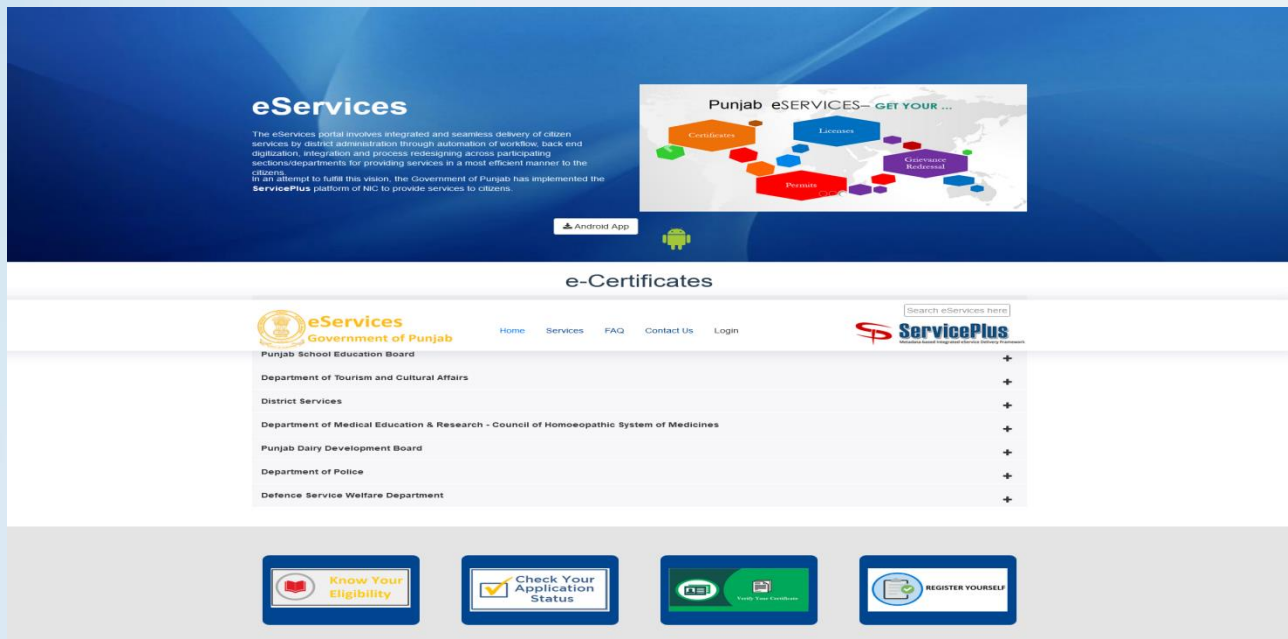 eServices
The eServices portal involves integrated and seamless delivery of citizen
services by district administration through automation of workflow, back end
digitization, integration and process redesigning across participating
sections/departments for providing services in a most efficient manner to the
citizens.
In an attempt to fulfill this vision, the Government of Punjab has implemented the
ServicePlus platform of NIC to provide services to citizens.
Punjab eSERVICES– GET YOUR ...
Certificates
Licenses
Grievance
Redressal
Permits
Android App
e-Certificates
eServices
Government of Punjab
Home Services FAQ Contact Us Login
Search eServices here
ServicePlus
Metadata-based Integrated eService Delivery Framework
Punjab School Education Board
Department of Tourism and Cultural Affairs
District Services
Department of Medical Education & Research - Council of Homoeopathic System of Medicines
Punjab Dairy Development Board
Department of Police
Defence Service Welfare Department
Know Your
Eligibility
Check Your
Application
Status
Verify Your Certificate
REGISTER YOURSELF